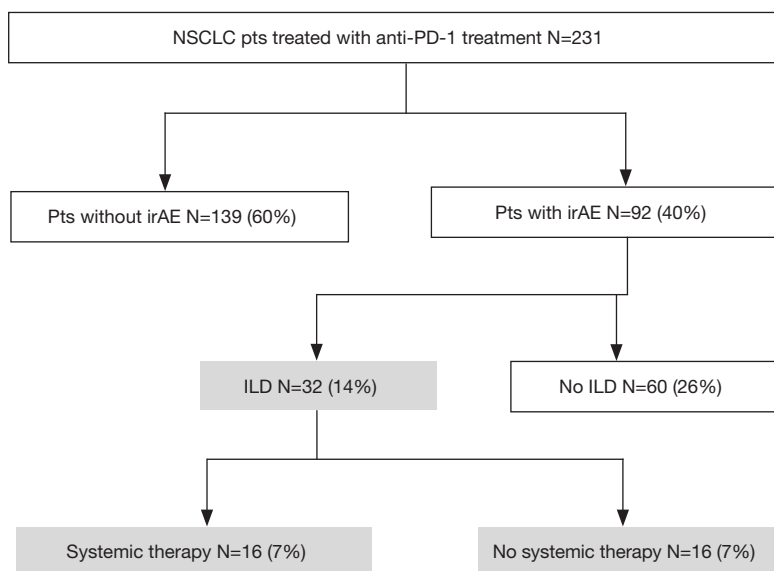 NSCLC pts treated with anti-PD-1 treatment N=231
Pts without irAE N=139 (60%)
Pts with irAE N=92 (40%)
ILD N=32 (14%)
No ILD N=60 (26%)
Systemic therapy N=16 (7%)
No systemic therapy N=16 (7%)